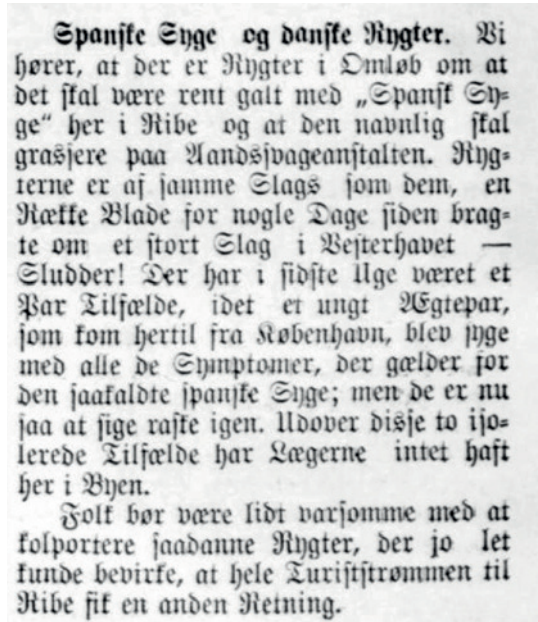 Spanske Syge og danske Rygter. Vi
hører, at der er Rygter i Omløb om at
det skal være rent galt med „Spansk Sy=
ge“ her i Ribe og at den navnlig skal
grassere paa Aandssvageanstalten. Ryg=
terne er af samme Slags som dem, en
Række Blade for nogle Dage siden brag=
te om et stort Slag i Vesterhavet —
Sludder! Der har i sidste Uge været et
Par Tilfælde, idet et ungt Ægtepar,
som kom hertil fra København, blev syge
med alle de Symptomer, der gælder for
den saakaldte spanske Syge; men de er nu
saa at sige raske igen. Udover disse to iso=
lerede Tilfælde har Lægerne intet haft
her i Byen.
Folk bør være lidt varsomme med at
kolportere saadanne Rygter, der jo let
kunde bevirke, at hele Turiststrømmen til
Ribe fik en anden Retning.